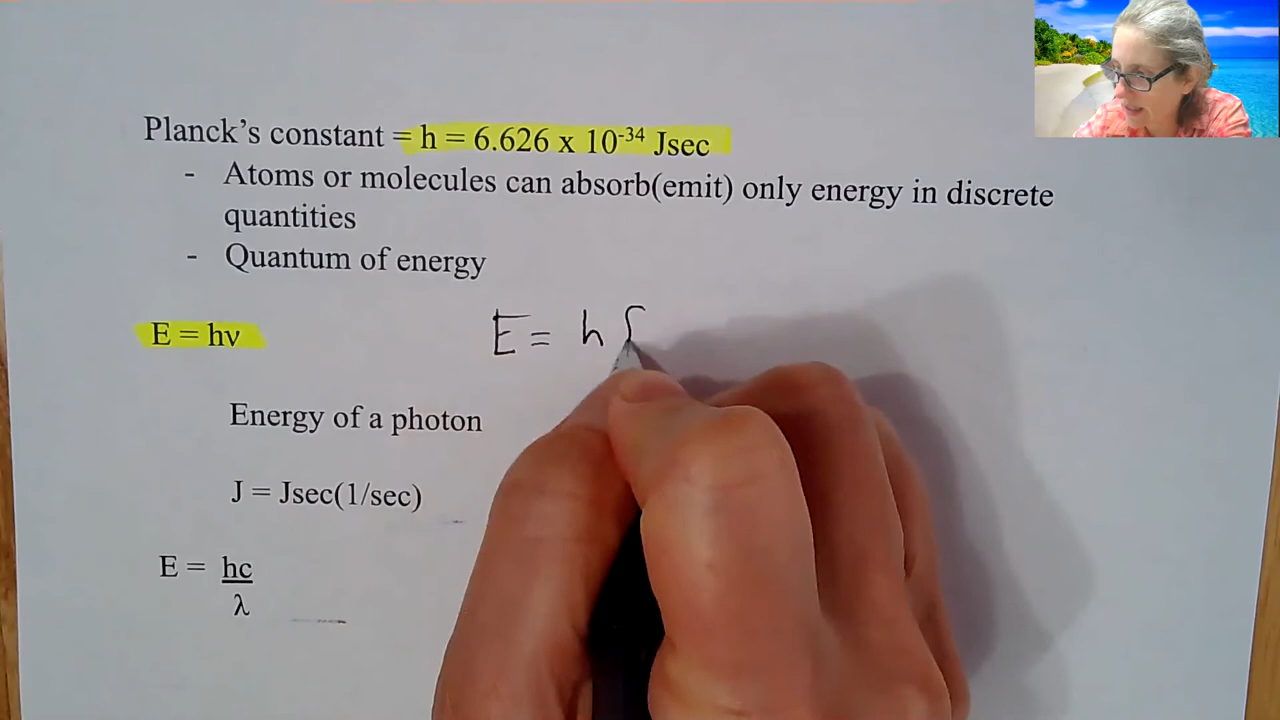 Planck's constant = h = 6.626 x 10⁻³⁴ Jsec
- Atoms or molecules can absorb(emit) only energy in discrete
quantities
- Quantum of energy
E = hν
E = h f
Energy of a photon
J = Jsec(1/sec)
E = hc
λ